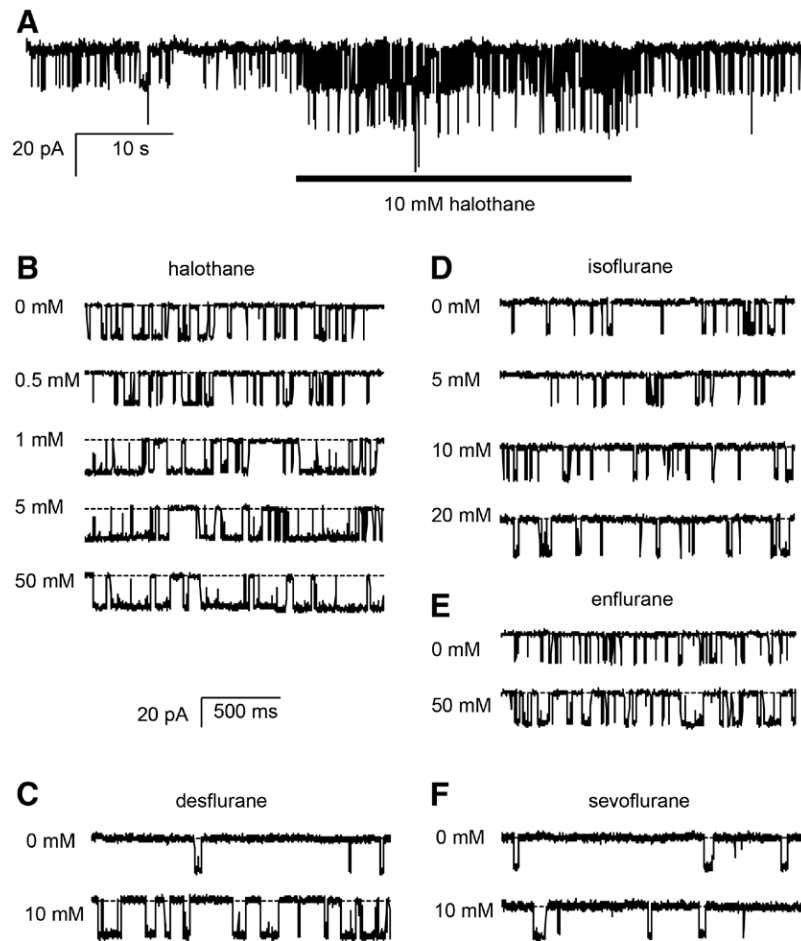 A
20 pA
10 s
10 mM halothane
B
halothane
0 mM
0.5 mM
1 mM
5 mM
50 mM
20 pA
500 ms
C
desflurane
0 mM
10 mM
D
isoflurane
0 mM
5 mM
10 mM
20 mM
E
enflurane
0 mM
50 mM
F
sevoflurane
0 mM
10 mM